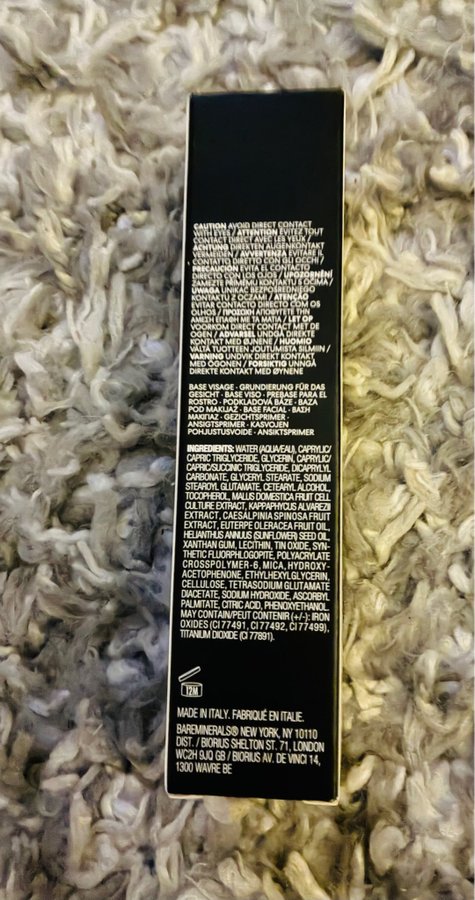 CAUTION AVOID DIRECT CONTACT
WITH EYES / ATTENTION EVITEZ TOUT
CONTACT DIRECT AVEC LES YEUX /
ACHTUNG DIREKTEN AUGENKONTAKT
VERMEIDEN / AVVERTENZA EVITARE IL
CONTATTO DIRETTO CON GLI OCCHI /
PRECAUCIÓN EVITA EL CONTACTO
DIRECTO CON LOS OJOS / UPOZORNĚNÍ
ZAMEZTE PŘÍMÉMU KONTAKTU S OČIMA /
UWAGA UNIKAĆ BEZPOŚREDNIEGO
KONTAKTU Z OCZAMI / ATENÇÃO
EVITAR CONTACTO DIRECTO COM OS
OLHOS / ΠΡΟΣΟΧΗ ΑΠΟΦΥΓΕΤΕ ΤΗΝ
ΑΜΕΣΗ ΕΠΑΦΗ ΜΕ ΤΑ ΜΑΤΙΑ / LET OP
VOORKOM DIRECT CONTACT MET DE
OGEN / ADVARSEL UNDGÅ DIREKTE
KONTAKT MED ØJNENE / HUOMIO
VÄLTÄ TUOTTEEN JOUTUMISTA SILMIIN /
VARNING UNDVIK DIREKT KONTAKT
MED ÖGONEN / FORSIKTIG UNNGÅ
DIREKTE KONTAKT MED ØYNENE
BASE VISAGE · GRUNDIERUNG FÜR DAS
GESICHT · BASE VISO · PREBASE PARA EL
ROSTRO · PODKLADOVÁ BÁZE · BAZA
POD MAKIJAŻ · BASE FACIAL · ΒΑΣΗ
ΜΑΚΙΓΙΑΖ · GEZICHTSPRIMER ·
ANSIGTSPRIMER · KASVOJEN
POHJUSTUSVOIDE · ANSIKTSPRIMER
INGREDIENTS: WATER (AQUA/EAU), CAPRYLIC/
CAPRIC TRIGLYCERIDE, GLYCERIN, CAPRYLIC/
CAPRIC/SUCCINIC TRIGLYCERIDE, DICAPRYLYL
CARBONATE, GLYCERYL STEARATE, SODIUM
STEAROYL GLUTAMATE, CETEARYL ALCOHOL,
TOCOPHEROL, MALUS DOMESTICA FRUIT CELL
CULTURE EXTRACT, KAPPAPHYCUS ALVAREZII
EXTRACT, CAESALPINIA SPINOSA FRUIT
EXTRACT, EUTERPE OLERACEA FRUIT OIL,
HELIANTHUS ANNUUS (SUNFLOWER) SEED OIL,
XANTHAN GUM, LECITHIN, TIN OXIDE, SYN-
THETIC FLUORPHLOGOPITE, POLYACRYLATE
CROSSPOLYMER-6, MICA, HYDROXY-
ACETOPHENONE, ETHYLHEXYLGLYCERIN,
CELLULOSE, TETRASODIUM GLUTAMATE
DIACETATE, SODIUM HYDROXIDE, ASCORBYL
PALMITATE, CITRIC ACID, PHENOXYETHANOL.
MAY CONTAIN/PEUT CONTENIR (+/-): IRON
OXIDES (CI 77491, CI 77492, CI 77499),
TITANIUM DIOXIDE (CI 77891).
12M
MADE IN ITALY. FABRIQUÉ EN ITALIE.
BAREMINERALS® NEW YORK, NY 10110
DIST. / BIORIUS SHELTON ST. 71, LONDON
WC2H 9JQ GB / BIORIUS AV. DE VINCI 14,
1300 WAVRE BE